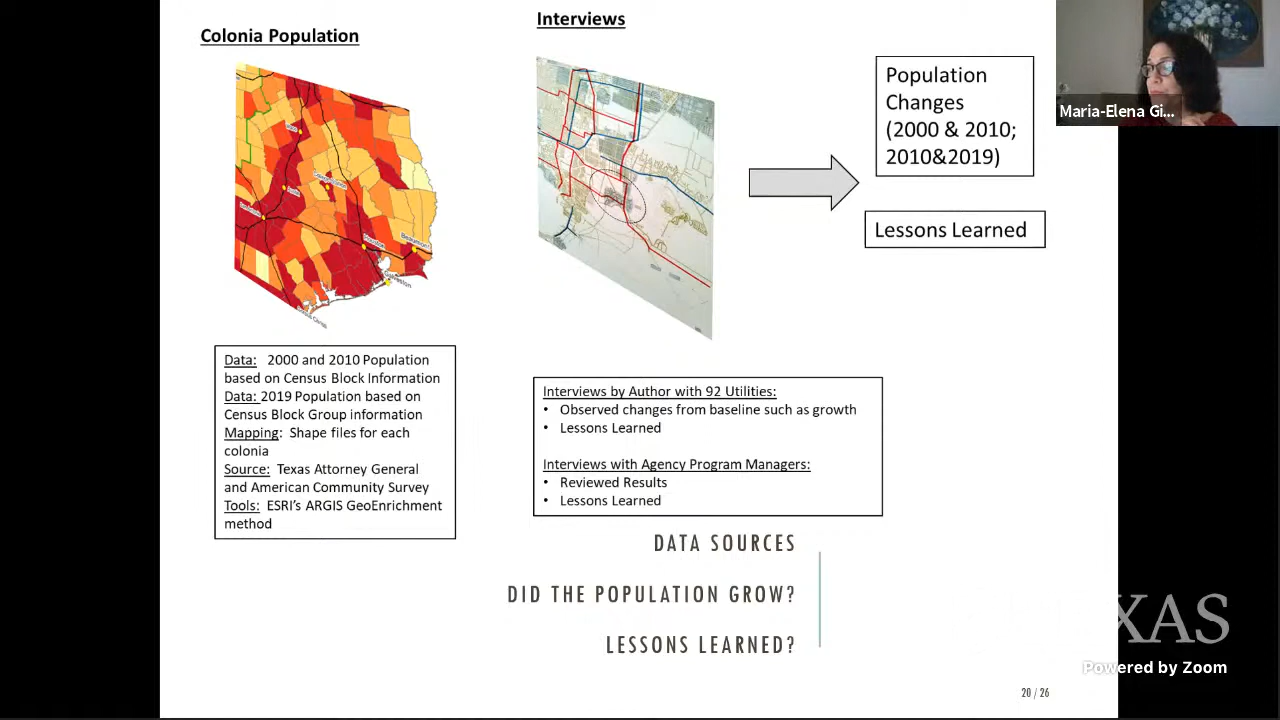 Colonia Population
Interviews
Population
Changes
(2000 & 2010;
2010&2019)
Lessons Learned
Maria-Elena Gi...
Houston
Beaumont
Galveston
Data: 2000 and 2010 Population
based on Census Block Information
Data: 2019 Population based on
Census Block Group information
Mapping: Shape files for each
colonia
Source: Texas Attorney General
and American Community Survey
Tools: ESRI's ARGIS GeoEnrichment
method
Interviews by Author with 92 Utilities:
• Observed changes from baseline such as growth
• Lessons Learned
Interviews with Agency Program Managers:
• Reviewed Results
• Lessons Learned
DATA SOURCES
DID THE POPULATION GROW?
LESSONS LEARNED?
XAS
Powered by Zoom
20 / 26